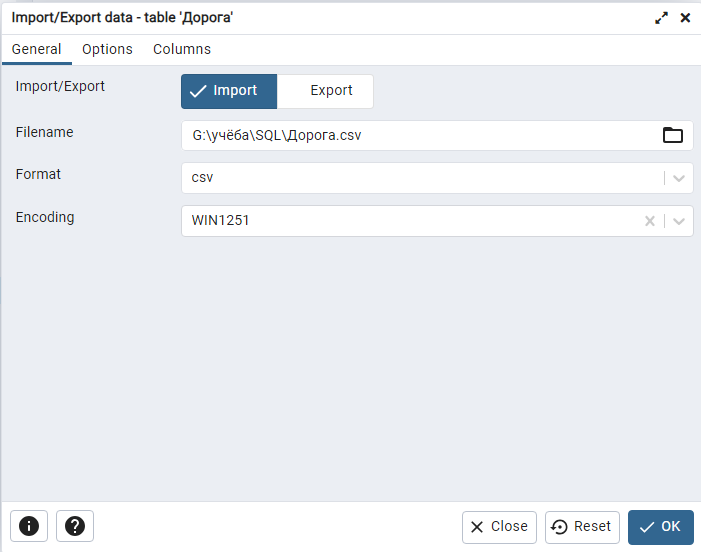 Import/Export data - table 'Дорога'
General Options Columns
Import/Export Import Export
Filename G:\учёба\SQL\Дорога.csv
Format csv
Encoding WIN1251
Close Reset OK